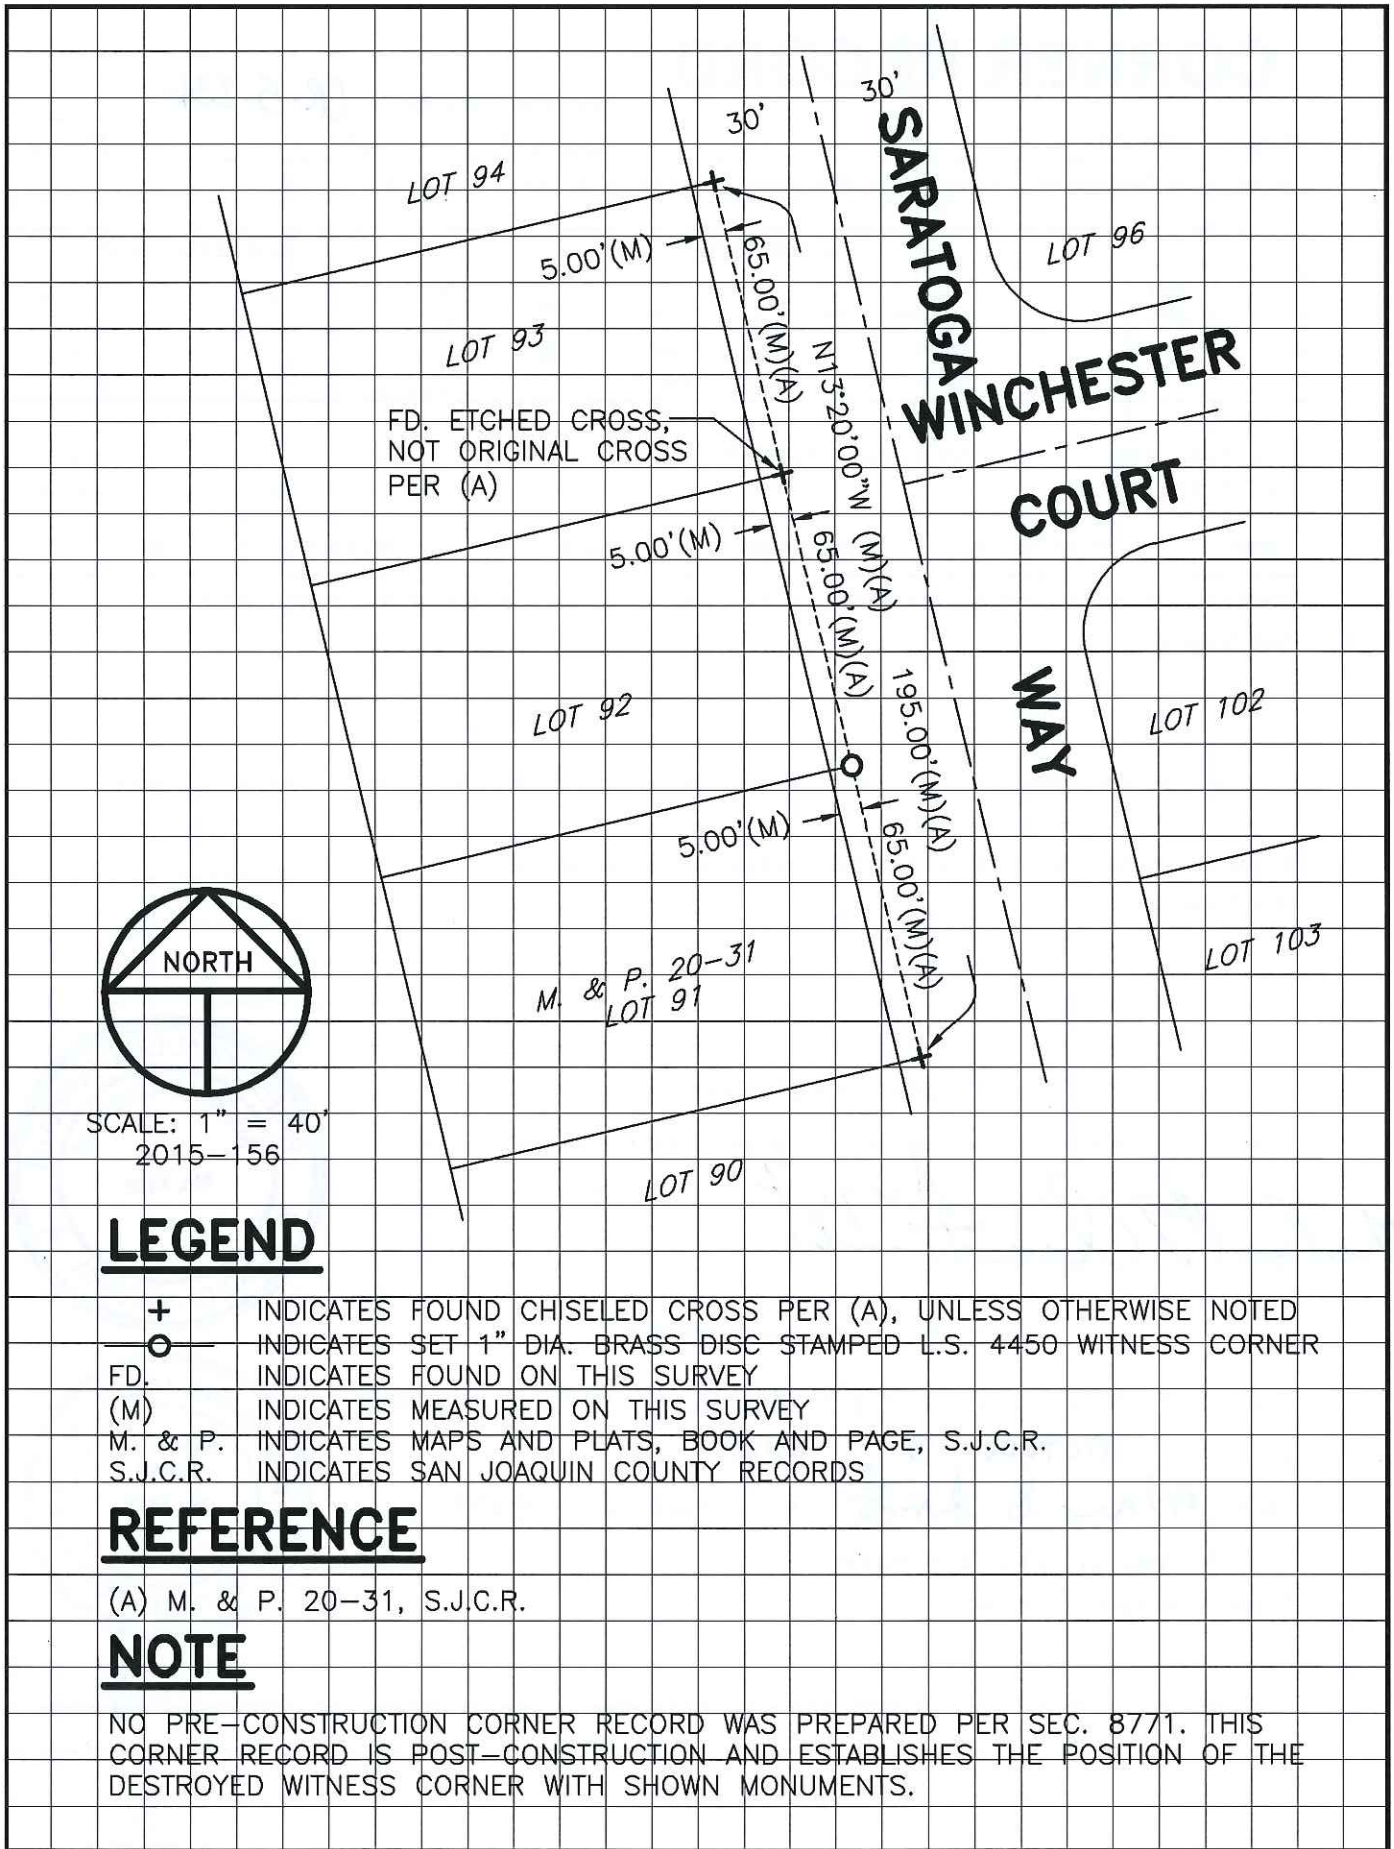 30'
30'
SARATOGA
LOT 94
LOT 96
5.00'(M)
65.00'(M)(A)
LOT 93
N13°20'00"W (M)(A)
WINCHESTER
FD. ETCHED CROSS,
NOT ORIGINAL CROSS
PER (A)
COURT
5.00'(M)
65.00'(M)(A)
195.00'(M)(A)
WAY
LOT 92
LOT 102
5.00'(M)
65.00'(M)(A)
LOT 103
NORTH
M. & P. 20-31
LOT 91
SCALE: 1" = 40'
2015-156
LOT 90
LEGEND
+ INDICATES FOUND CHISELED CROSS PER (A), UNLESS OTHERWISE NOTED
INDICATES SET 1" DIA. BRASS DISC STAMPED L.S. 4450 WITNESS CORNER
FD. INDICATES FOUND ON THIS SURVEY
(M) INDICATES MEASURED ON THIS SURVEY
M. & P. INDICATES MAPS AND PLATS, BOOK AND PAGE, S.J.C.R.
S.J.C.R. INDICATES SAN JOAQUIN COUNTY RECORDS
REFERENCE
(A) M. & P. 20-31, S.J.C.R.
NOTE
NO PRE-CONSTRUCTION CORNER RECORD WAS PREPARED PER SEC. 8771. THIS
CORNER RECORD IS POST-CONSTRUCTION AND ESTABLISHES THE POSITION OF THE
DESTROYED WITNESS CORNER WITH SHOWN MONUMENTS.